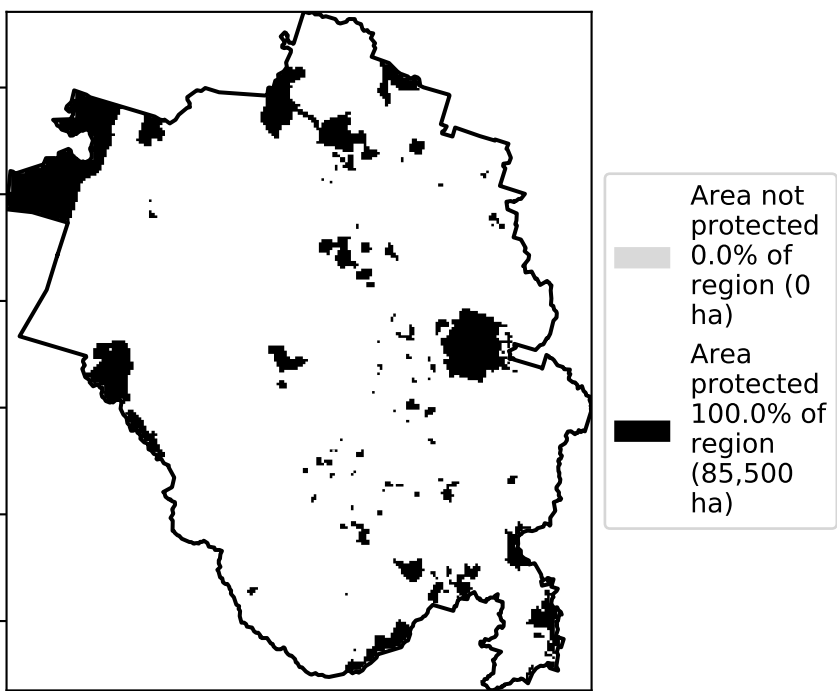 Area not
protected
0.0% of
region (0
ha)
Area
protected
100.0% of
region
(85,500
ha)